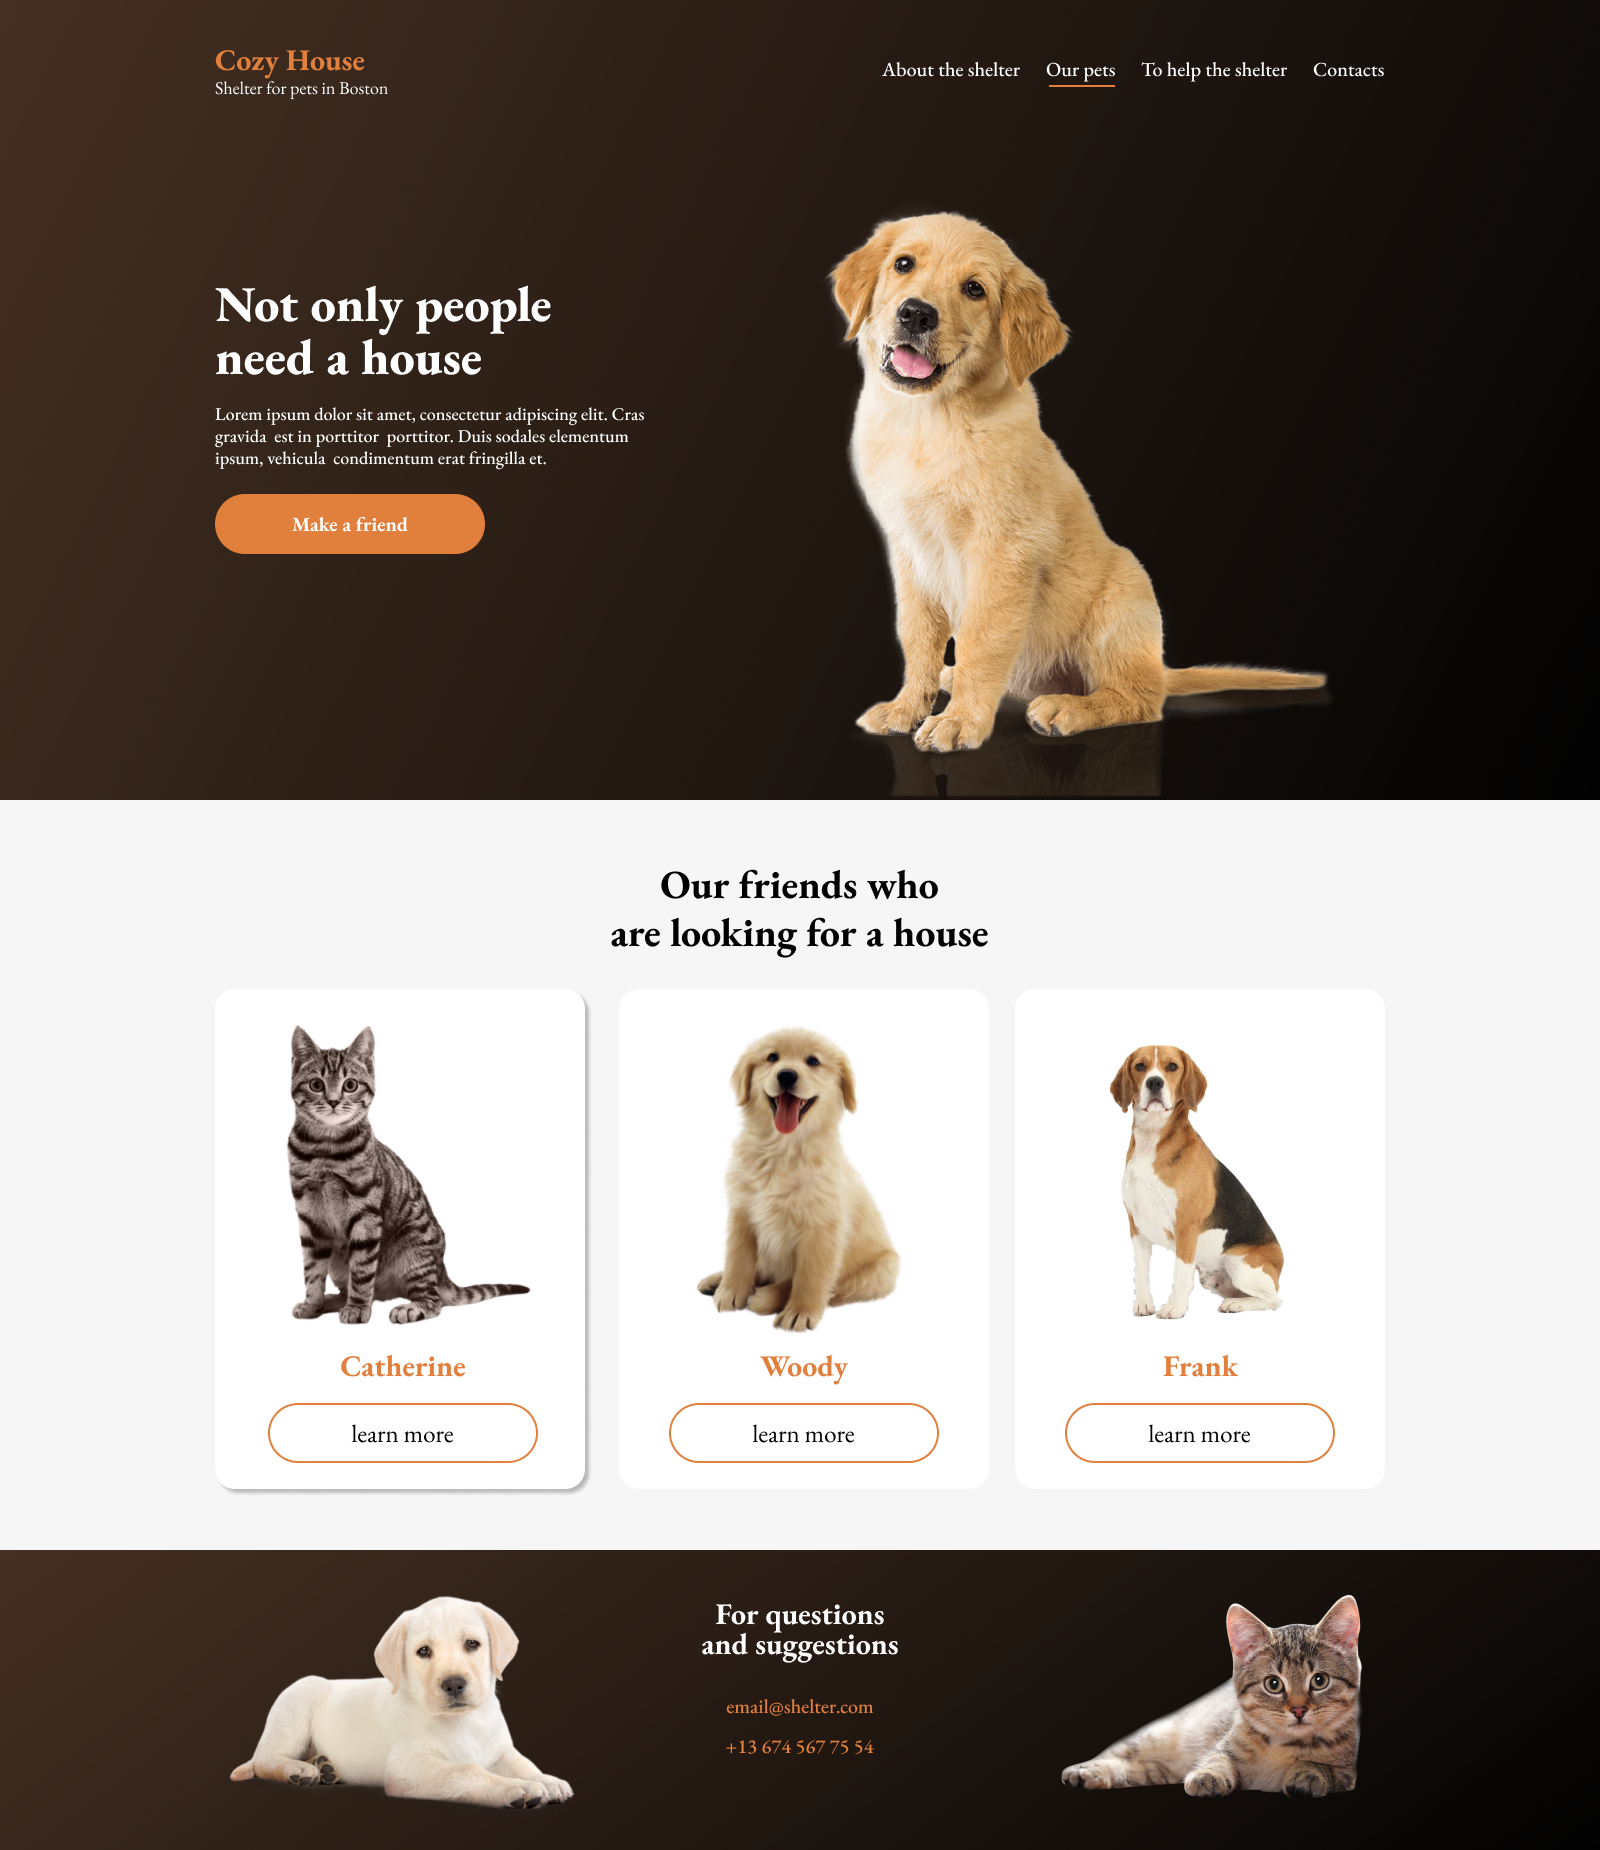 Cozy House
Shelter for pets in Boston
About the shelter
Our pets
To help the shelter
Contacts
Not only people
need a house
Lorem ipsum dolor sit amet, consectetur adipiscing elit. Cras
gravida est in porttitor porttitor. Duis sodales elementum
ipsum, vehicula condimentum erat fringilla et.
Make a friend
Our friends who
are looking for a house
Catherine
learn more
Woody
learn more
Frank
learn more
For questions
and suggestions
email@shelter.com
+13 674 567 75 54